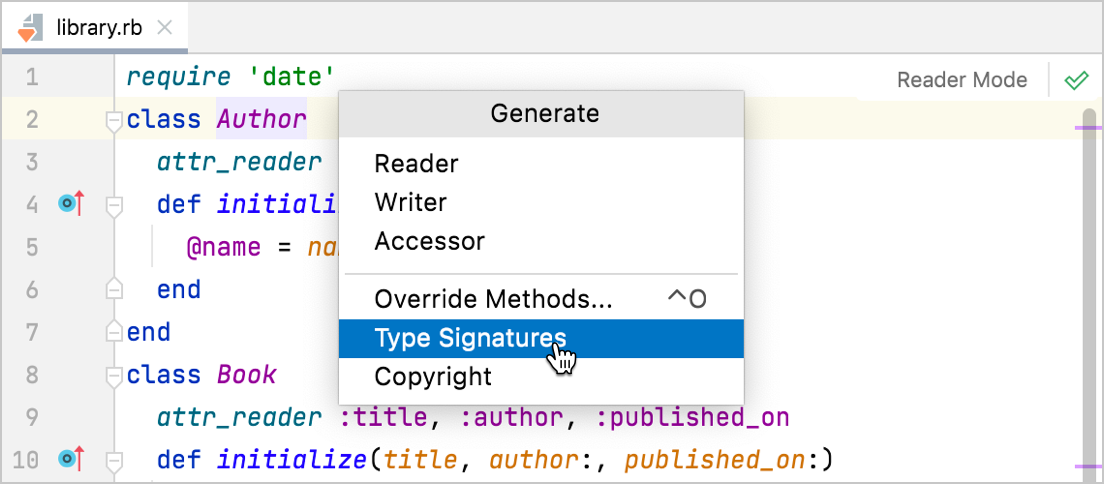 library.rb
Reader Mode
1 require 'date'
2 class Author
3 attr_reader
4 def
5 @name =
6 end
7 end
8 class Book
9 attr_reader :title, :author, :published_on
10 def initialize(title, author:, published_on:)
Generate
Reader
Writer
Accessor
Override Methods... ^O
Type Signatures
Copyright